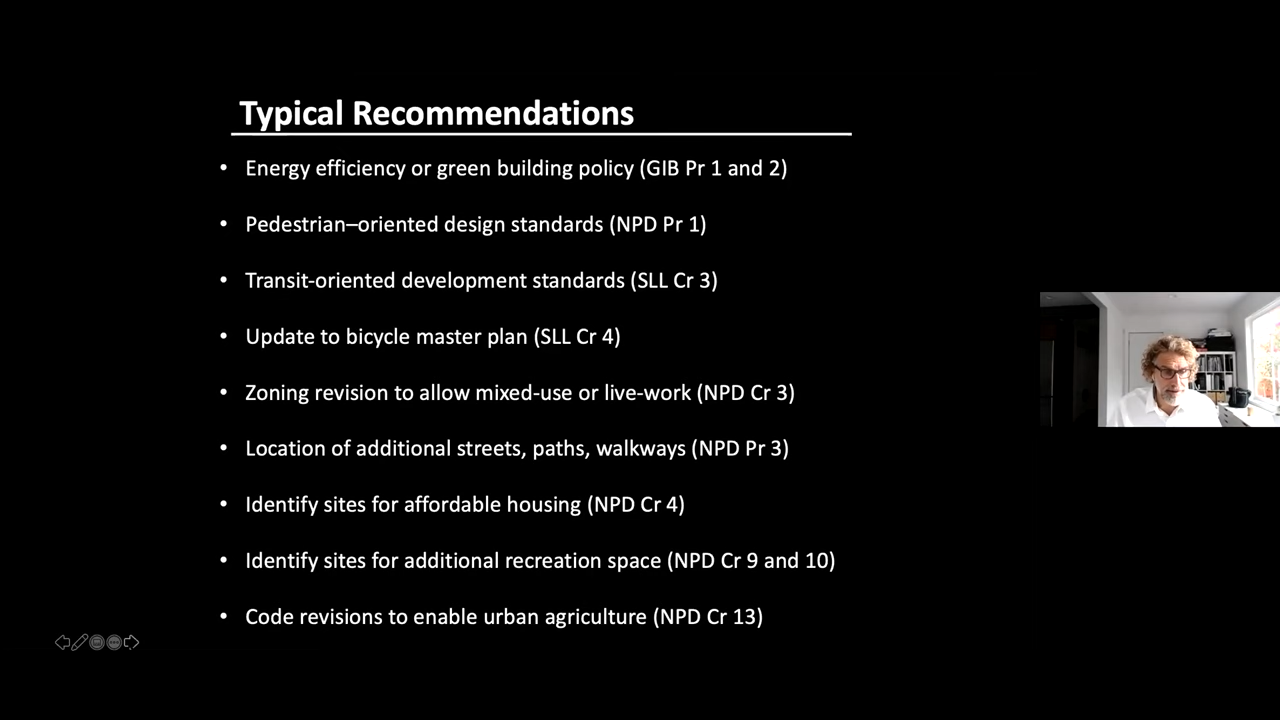 Typical Recommendations
• Energy efficiency or green building policy (GIB Pr 1 and 2)
• Pedestrian–oriented design standards (NPD Pr 1)
• Transit-oriented development standards (SLL Cr 3)
• Update to bicycle master plan (SLL Cr 4)
• Zoning revision to allow mixed-use or live-work (NPD Cr 3)
• Location of additional streets, paths, walkways (NPD Pr 3)
• Identify sites for affordable housing (NPD Cr 4)
• Identify sites for additional recreation space (NPD Cr 9 and 10)
• Code revisions to enable urban agriculture (NPD Cr 13)